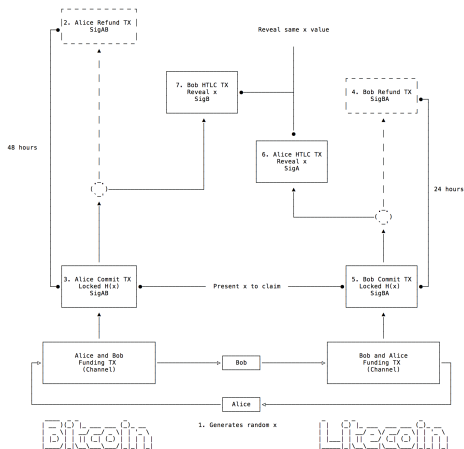 2. Alice Refund TX
SigAB
Reveal same x value
7. Bob HTLC TX
Reveal x
SigB
4. Bob Refund TX
SigBA
48 hours
6. Alice HTLC TX
Reveal x
SigA
24 hours
3. Alice Commit TX
Locked H(x)
SigAB
Present x to claim
5. Bob Commit TX
Locked H(x)
SigBA
Alice and Bob
Funding TX
(Channel)
Bob
Bob and Alice
Funding TX
(Channel)
Alice
1. Generates random x
Bitcoin
Litecoin